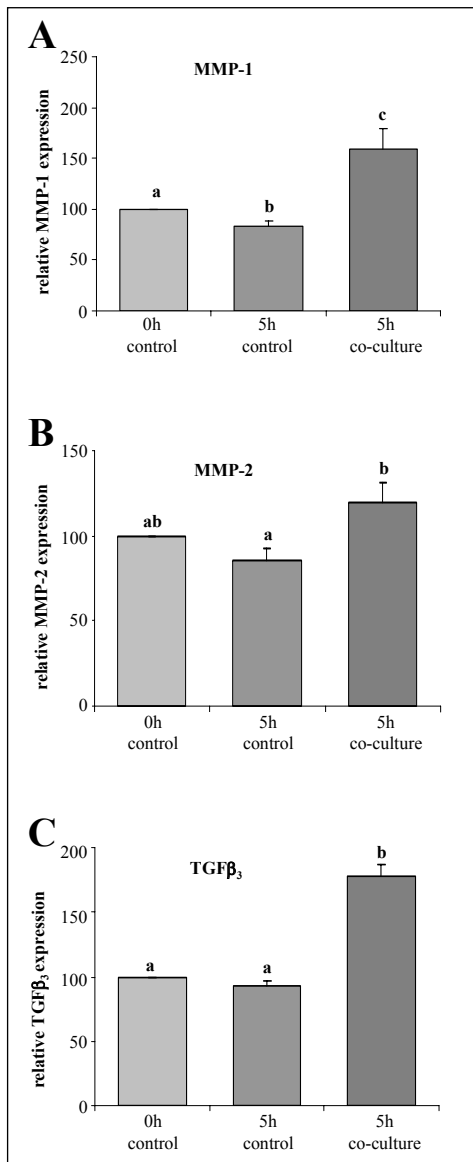 A
MMP-1
relative MMP-1 expression
250
200
150
100
50
0
a
b
c
0h
control
5h
control
5h
co-culture
B
MMP-2
relative MMP-2 expression
150
100
50
0
ab
a
b
0h
control
5h
control
5h
co-culture
C
TGFβ₃
relative TGFβ₃ expression
200
150
100
50
0
a
a
b
0h
control
5h
control
5h
co-culture